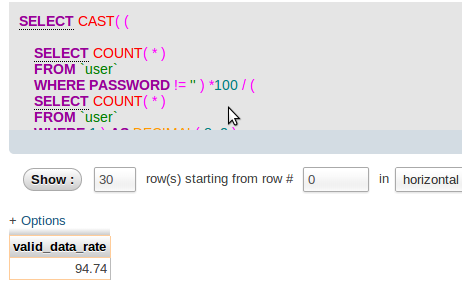 SELECT CAST( (
SELECT COUNT( * )
FROM `user`
WHERE PASSWORD != '' ) *100 / (
SELECT COUNT( * )
FROM `user`
Show : 30 row(s) starting from row # 0 in horizontal
+ Options
valid_data_rate
94.74